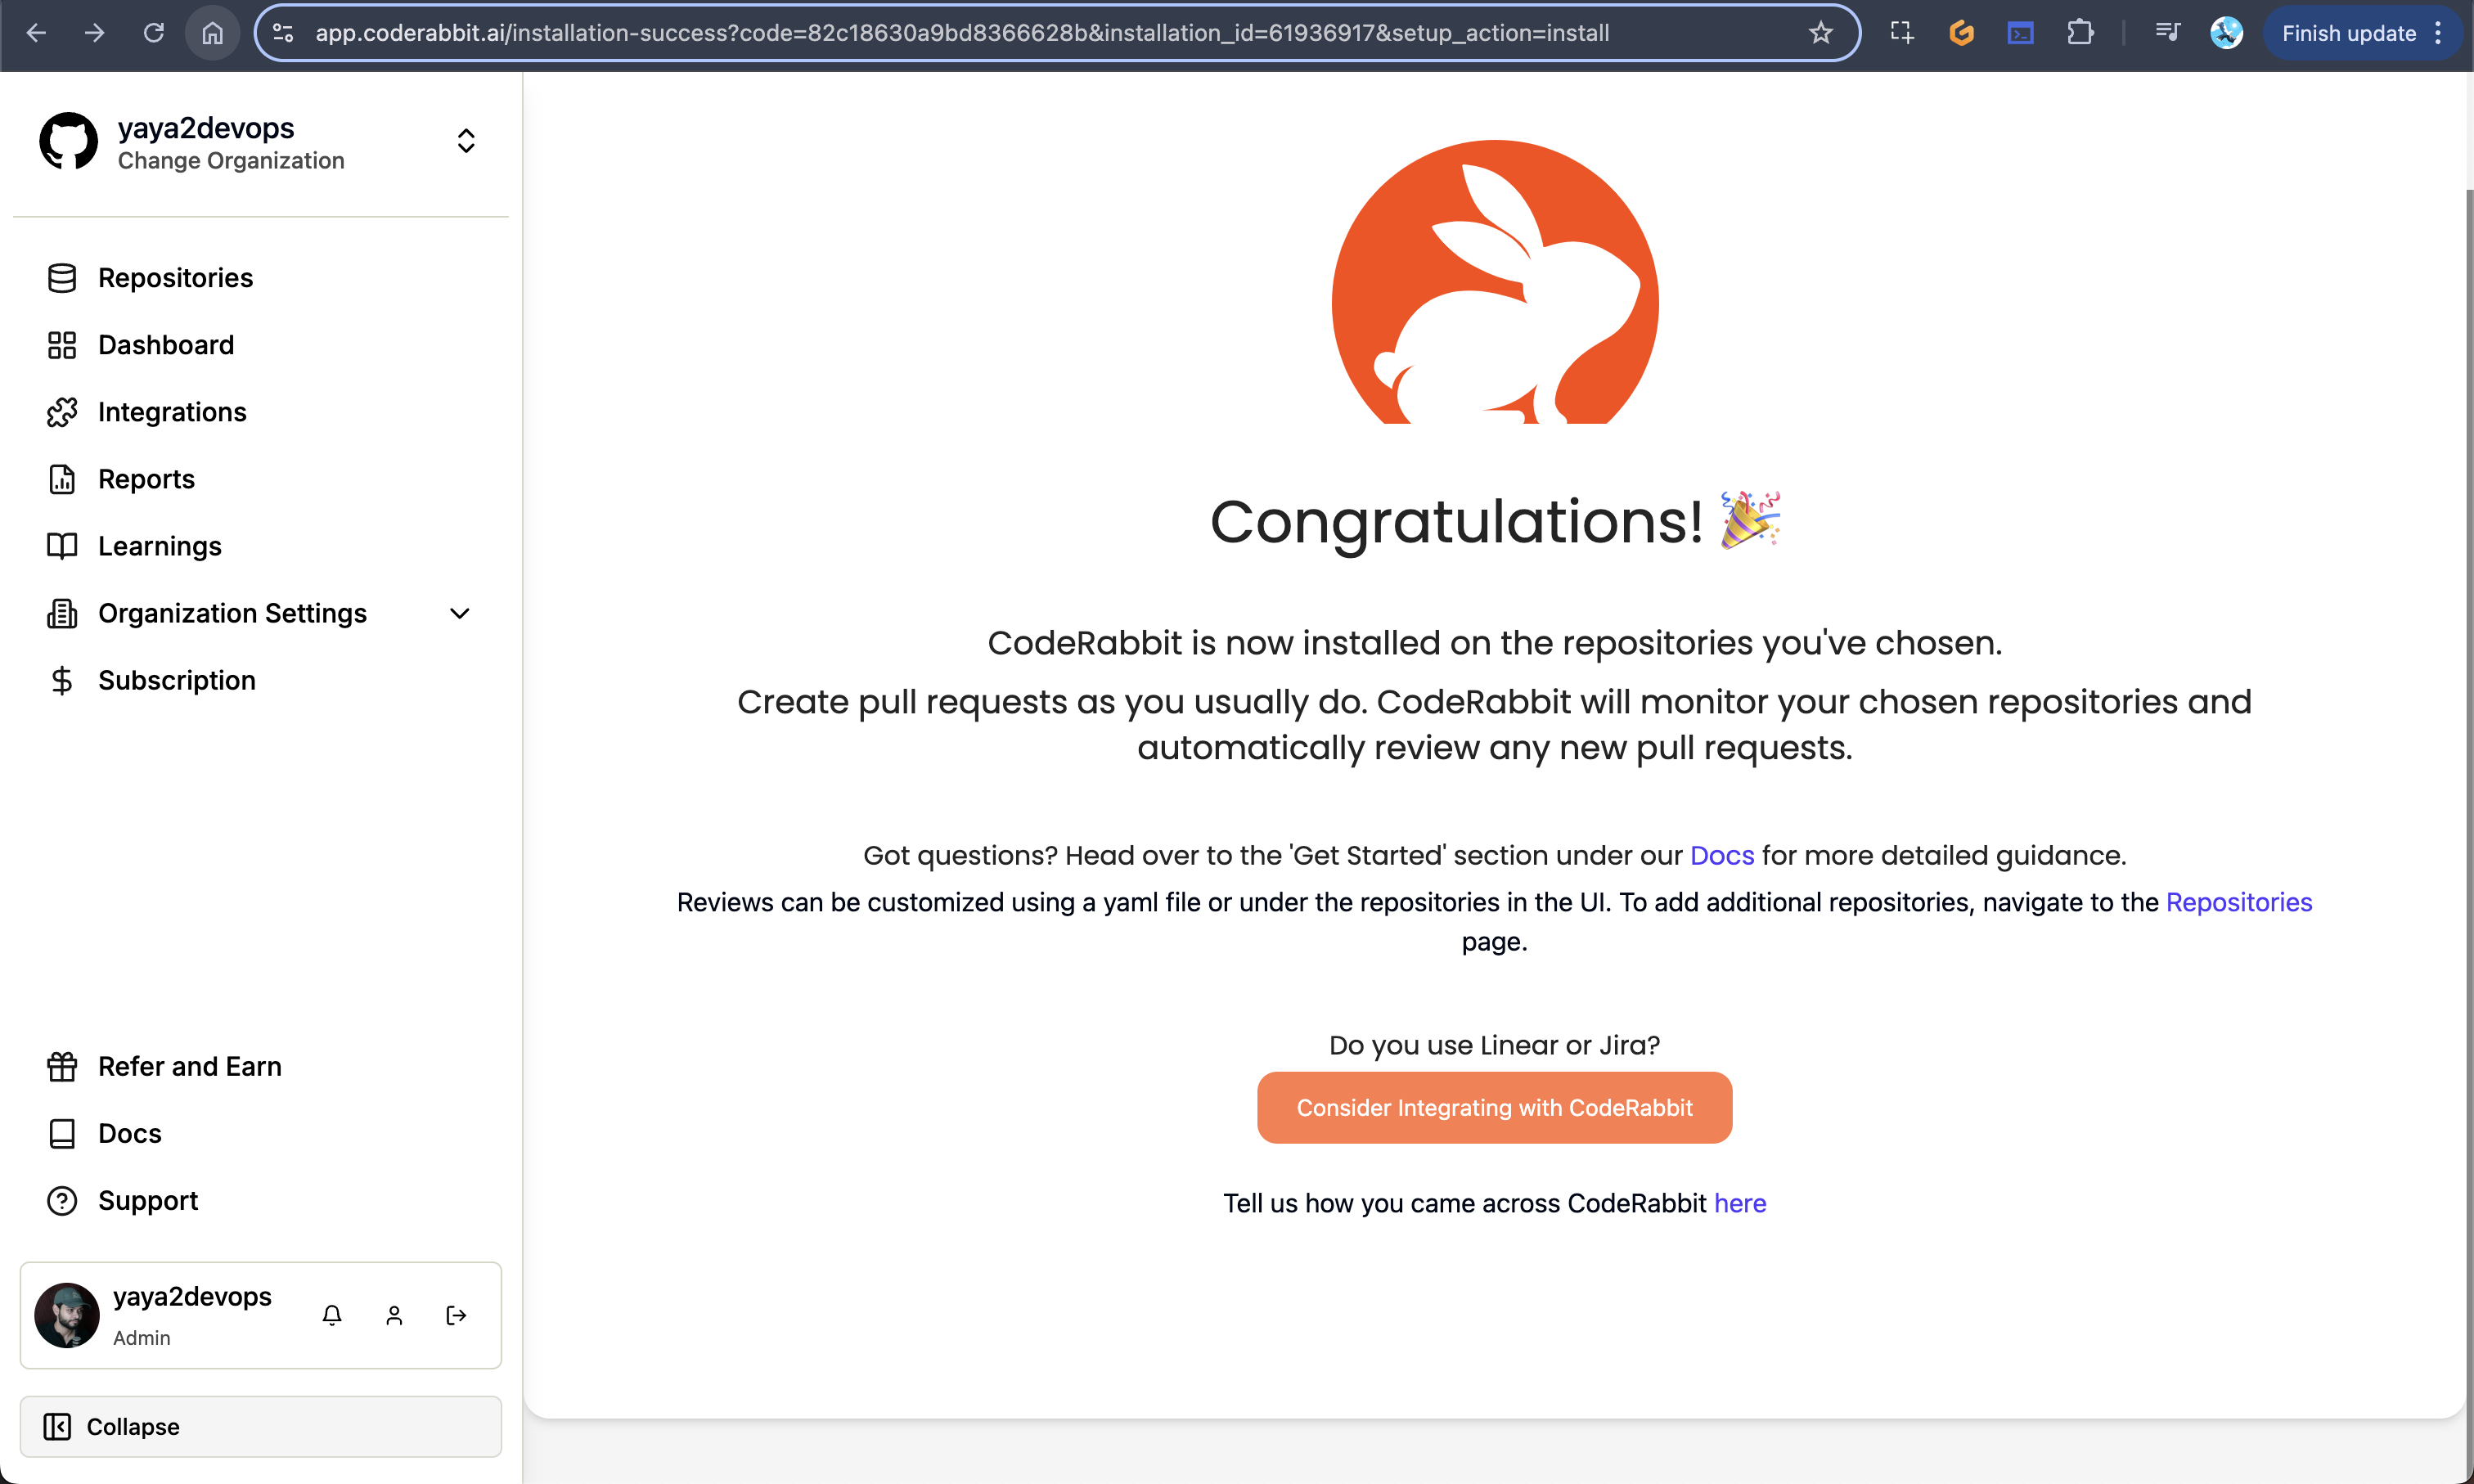 app.coderabbit.ai/installation-success?code=82c18630a9bd8366628b&installation_id=61936917&setup_action=install
Finish update
yaya2devops
Change Organization
Repositories
Dashboard
Integrations
Reports
Learnings
Organization Settings
Subscription
Refer and Earn
Docs
Support
yaya2devops
Admin
Collapse
Congratulations! 🎉
CodeRabbit is now installed on the repositories you've chosen.
Create pull requests as you usually do. CodeRabbit will monitor your chosen repositories and
automatically review any new pull requests.
Got questions? Head over to the 'Get Started' section under our Docs for more detailed guidance.
Reviews can be customized using a yaml file or under the repositories in the UI. To add additional repositories, navigate to the Repositories
page.
Do you use Linear or Jira?
Consider Integrating with CodeRabbit
Tell us how you came across CodeRabbit here